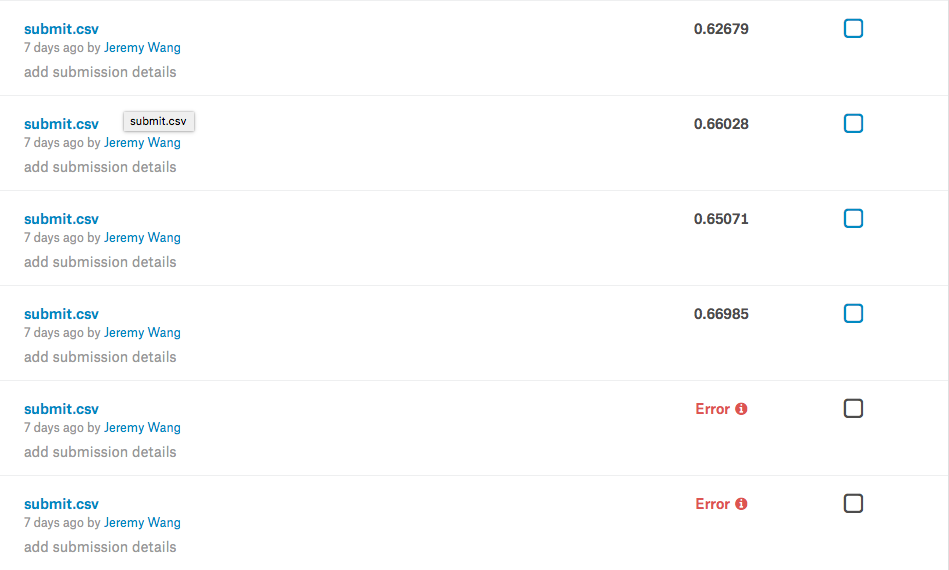 submit.csv 0.62679
7 days ago by Jeremy Wang
add submission details
submit.csv submit.csv 0.66028
7 days ago by Jeremy Wang
add submission details
submit.csv 0.65071
7 days ago by Jeremy Wang
add submission details
submit.csv 0.66985
7 days ago by Jeremy Wang
add submission details
submit.csv Error
7 days ago by Jeremy Wang
add submission details
submit.csv Error
7 days ago by Jeremy Wang
add submission details